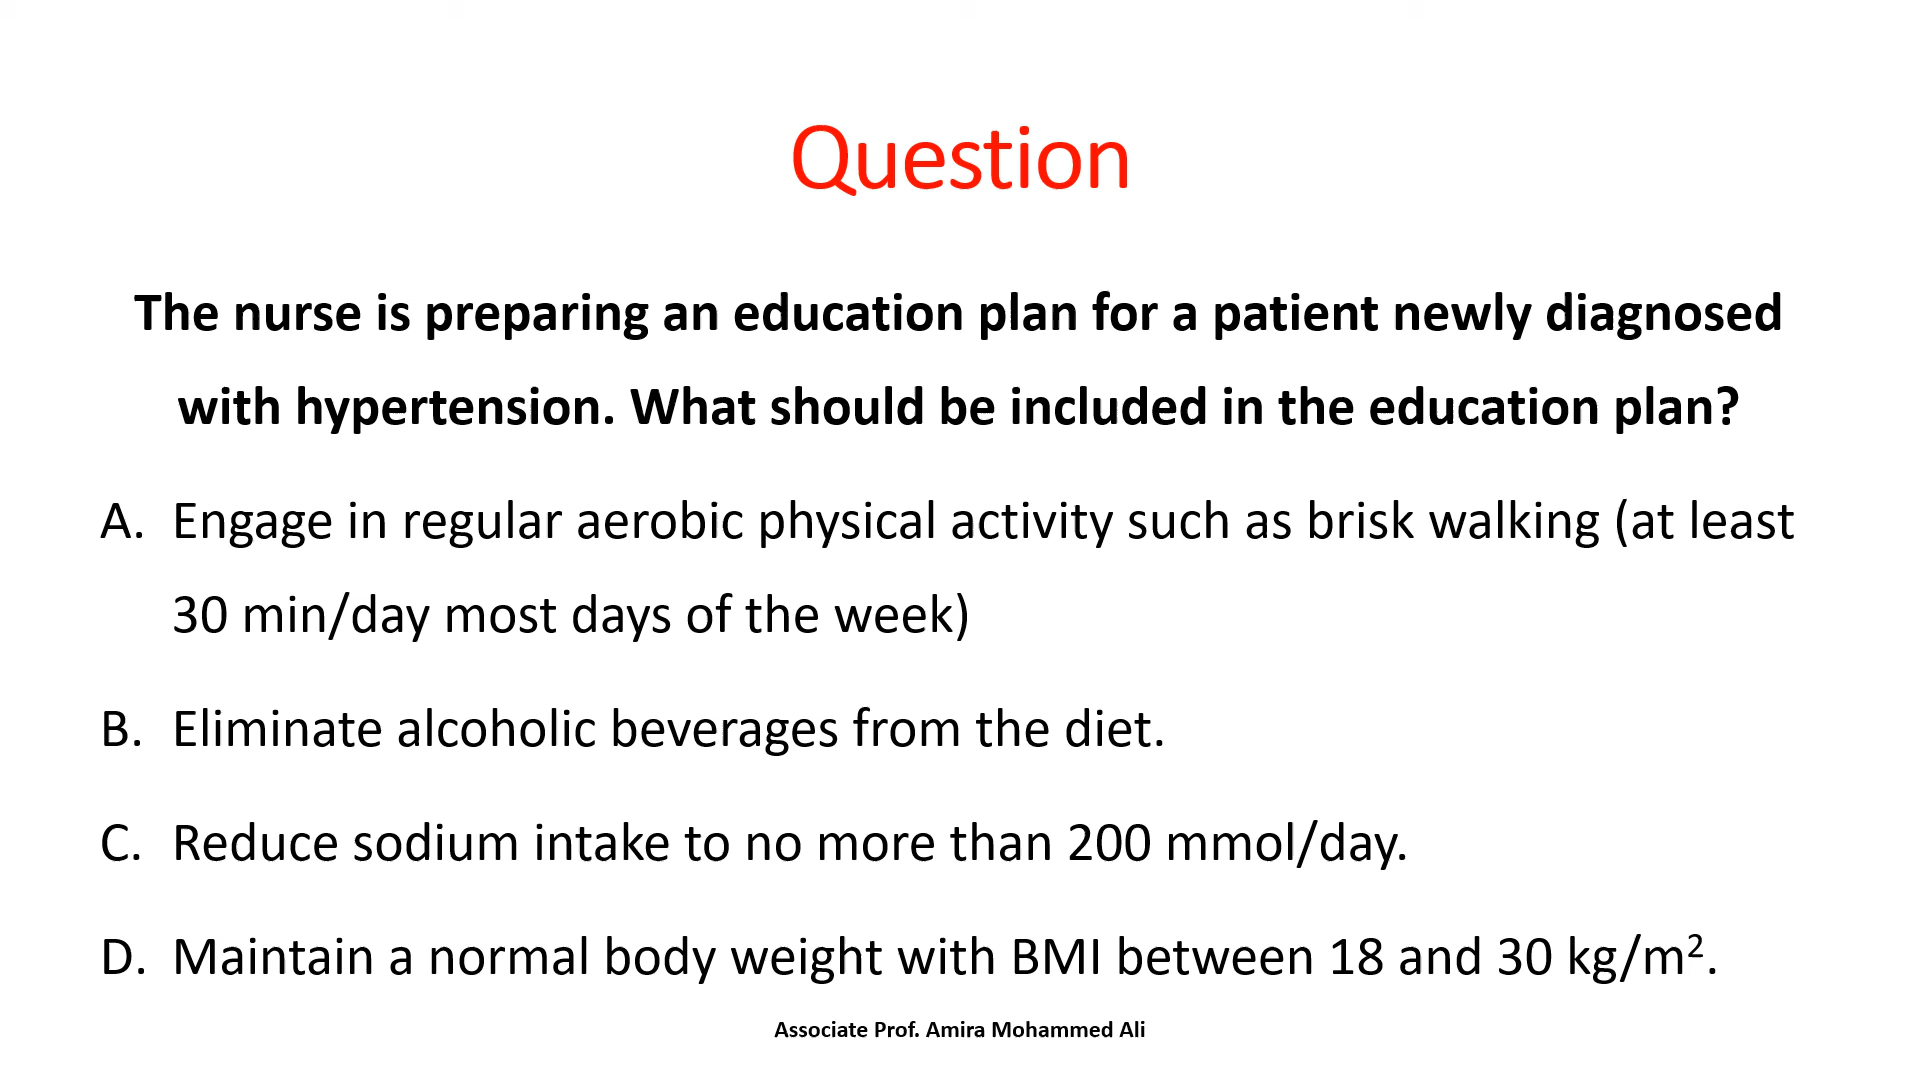 Question
The nurse is preparing an education plan for a patient newly diagnosed
with hypertension. What should be included in the education plan?
A. Engage in regular aerobic physical activity such as brisk walking (at least
30 min/day most days of the week)
B. Eliminate alcoholic beverages from the diet.
C. Reduce sodium intake to no more than 200 mmol/day.
D. Maintain a normal body weight with BMI between 18 and 30 kg/m².
Associate Prof. Amira Mohammed Ali